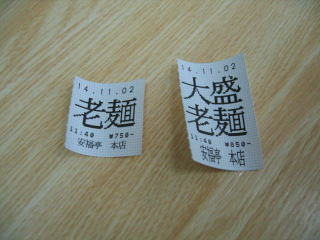 14.11.02
老麺
11:40 ¥750-
安福亭 本店
14.11.02
大盛
老麺
11:40 ¥850-
安福亭 本店